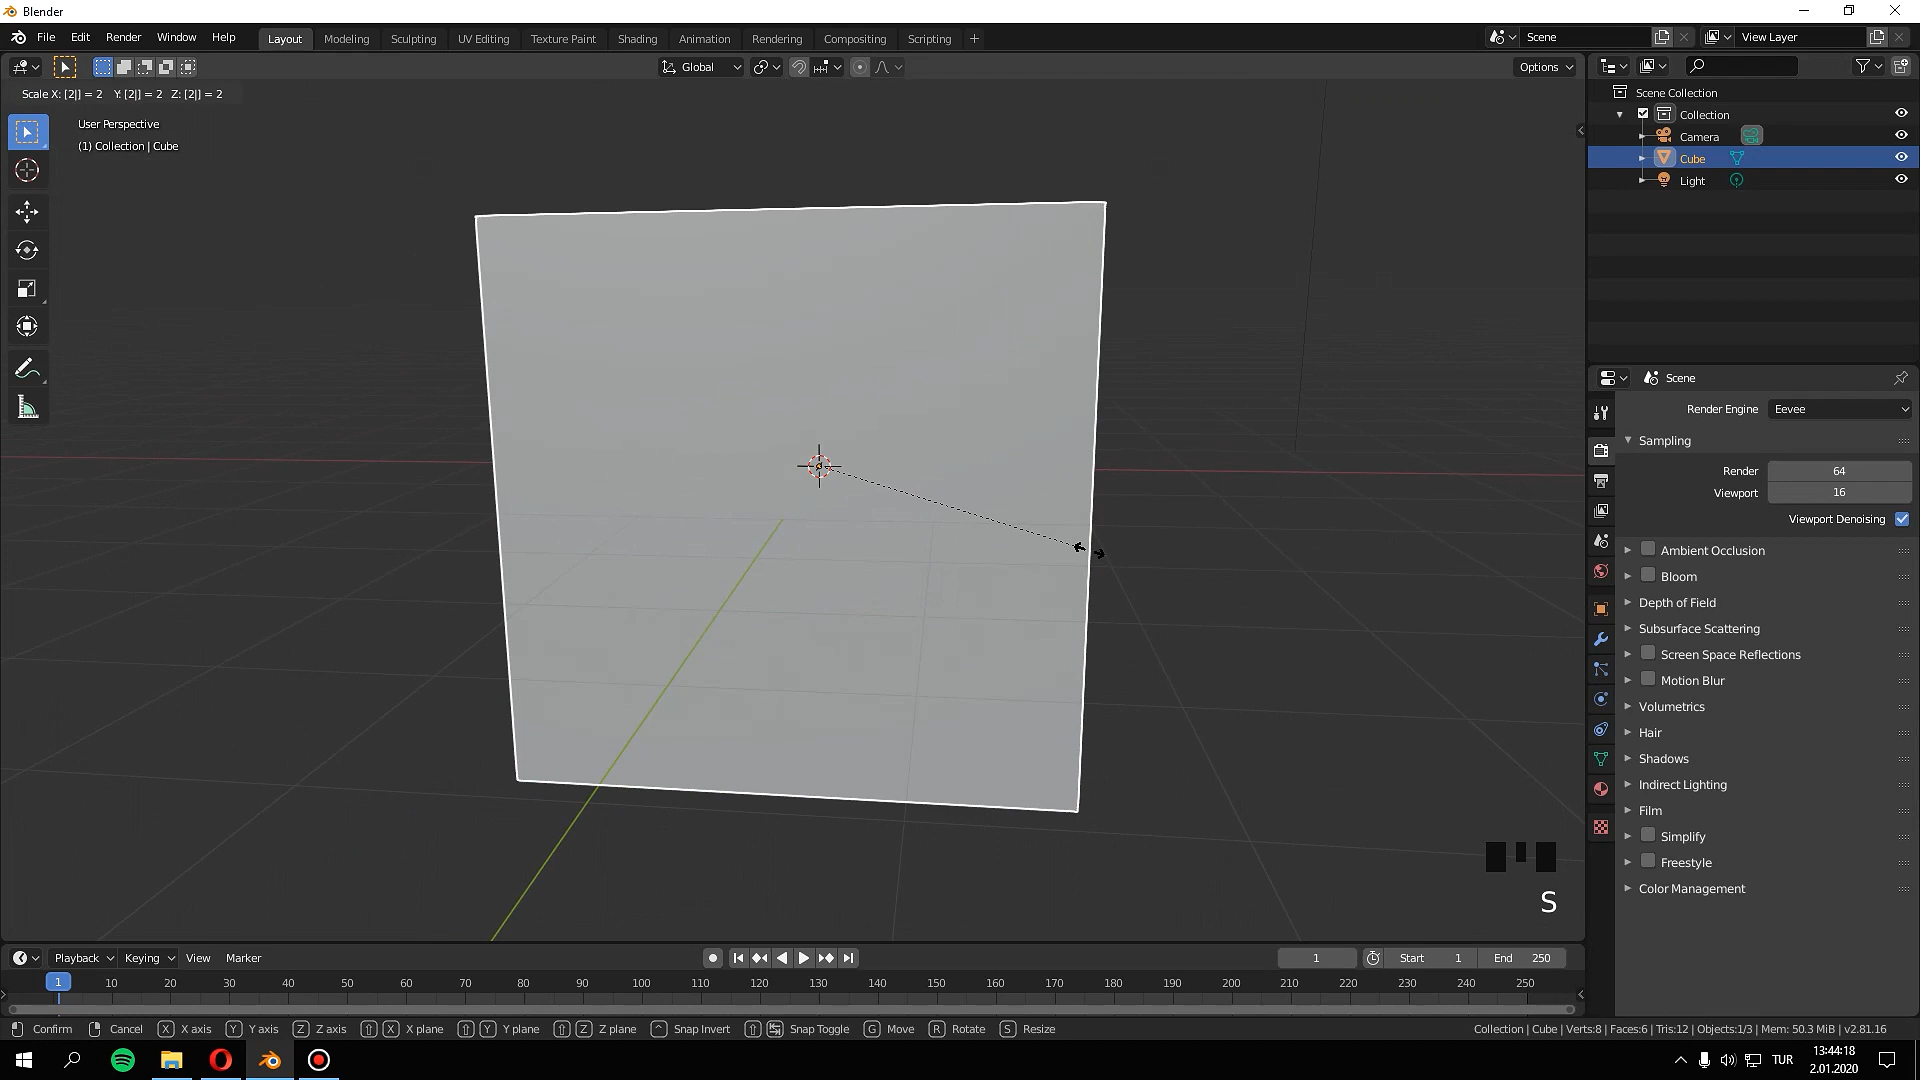 Blender
File Edit Render Window Help
Layout Modeling Sculpting UV Editing Texture Paint Shading Animation Rendering Compositing Scripting +
Scene
View Layer
Global
Options
Scale X: [2|] = 2 Y: [2|] = 2 Z: [2|] = 2
User Perspective
(1) Collection | Cube
Scene Collection
Collection
Camera
Cube
Light
Scene
Render Engine Eevee
Sampling
Render 64
Viewport 16
Viewport Denoising
Ambient Occlusion
Bloom
Depth of Field
Subsurface Scattering
Screen Space Reflections
Motion Blur
Volumetrics
Hair
Shadows
Indirect Lighting
Film
Simplify
Freestyle
Color Management
S
Playback Keying View Marker
1 Start 1 End 250
1 10 20 30 40 50 60 70 80 90 100 110 120 130 140 150 160 170 180 190 200 210 220 230 240 250
Confirm Cancel X X axis Y Y axis Z Z axis X X plane Y Y plane Z Z plane Snap Invert Snap Toggle G Move R Rotate S Resize
Collection | Cube | Verts:8 | Faces:6 | Tris:12 | Objects:1/3 | Mem: 50.3 MiB | v2.81.16
TUR
13:44:18
2.01.2020